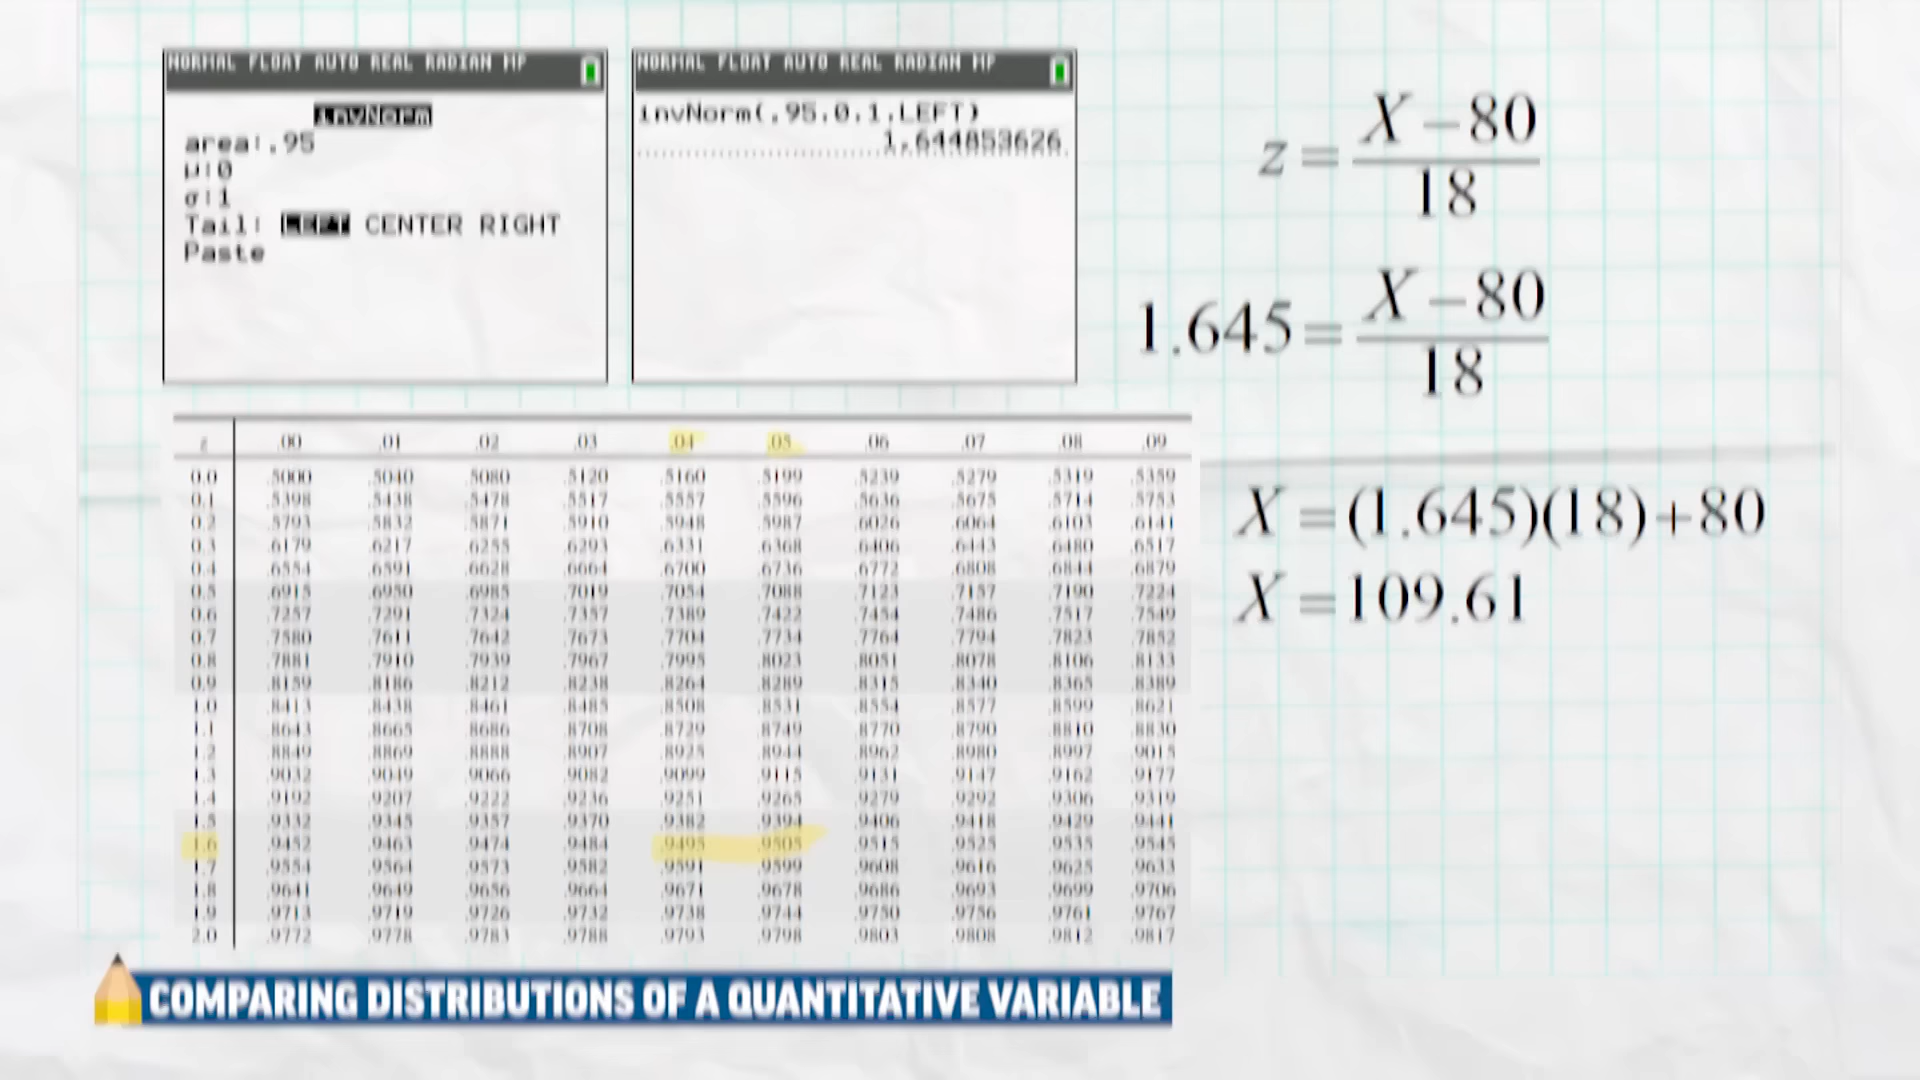 NORMAL FLOAT AUTO REAL RADIAN MP
invNorm
area:.95
μ:0
σ:1
Tail: LEFT CENTER RIGHT
Paste
NORMAL FLOAT AUTO REAL RADIAN MP
invNorm(.95,0,1,LEFT)
1.644853626
z = X - 80 / 18
1.645 = X - 80 / 18
X = (1.645)(18) + 80
X = 109.61
z .00 .01 .02 .03 .04 .05 .06 .07 .08 .09
0.0 .5000 .5040 .5080 .5120 .5160 .5199 .5239 .5279 .5319 .5359
0.1 .5398 .5438 .5478 .5517 .5557 .5596 .5636 .5675 .5714 .5753
0.2 .5793 .5832 .5871 .5910 .5948 .5987 .6026 .6064 .6103 .6141
0.3 .6179 .6217 .6255 .6293 .6331 .6368 .6406 .6443 .6480 .6517
0.4 .6554 .6591 .6628 .6664 .6700 .6736 .6772 .6808 .6844 .6879
0.5 .6915 .6950 .6985 .7019 .7054 .7088 .7123 .7157 .7190 .7224
0.6 .7257 .7291 .7324 .7357 .7389 .7422 .7454 .7486 .7517 .7549
0.7 .7580 .7611 .7642 .7673 .7704 .7734 .7764 .7794 .7823 .7852
0.8 .7881 .7910 .7939 .7967 .7995 .8023 .8051 .8078 .8106 .8133
0.9 .8159 .8186 .8212 .8238 .8264 .8289 .8315 .8340 .8365 .8389
1.0 .8413 .8438 .8461 .8485 .8508 .8531 .8554 .8577 .8599 .8621
1.1 .8643 .8665 .8686 .8708 .8729 .8749 .8770 .8790 .8810 .8830
1.2 .8849 .8869 .8888 .8907 .8925 .8944 .8962 .8980 .8997 .9015
1.3 .9032 .9049 .9066 .9082 .9099 .9115 .9131 .9147 .9162 .9177
1.4 .9192 .9207 .9222 .9236 .9251 .9265 .9279 .9292 .9306 .9319
1.5 .9332 .9345 .9357 .9370 .9382 .9394 .9406 .9418 .9429 .9441
1.6 .9452 .9463 .9474 .9484 .9495 .9505 .9515 .9525 .9535 .9545
1.7 .9554 .9564 .9573 .9582 .9591 .9599 .9608 .9616 .9625 .9633
1.8 .9641 .9649 .9656 .9664 .9671 .9678 .9686 .9693 .9699 .9706
1.9 .9713 .9719 .9726 .9732 .9738 .9744 .9750 .9756 .9761 .9767
2.0 .9772 .9778 .9783 .9788 .9793 .9798 .9803 .9808 .9812 .9817
COMPARING DISTRIBUTIONS OF A QUANTITATIVE VARIABLE